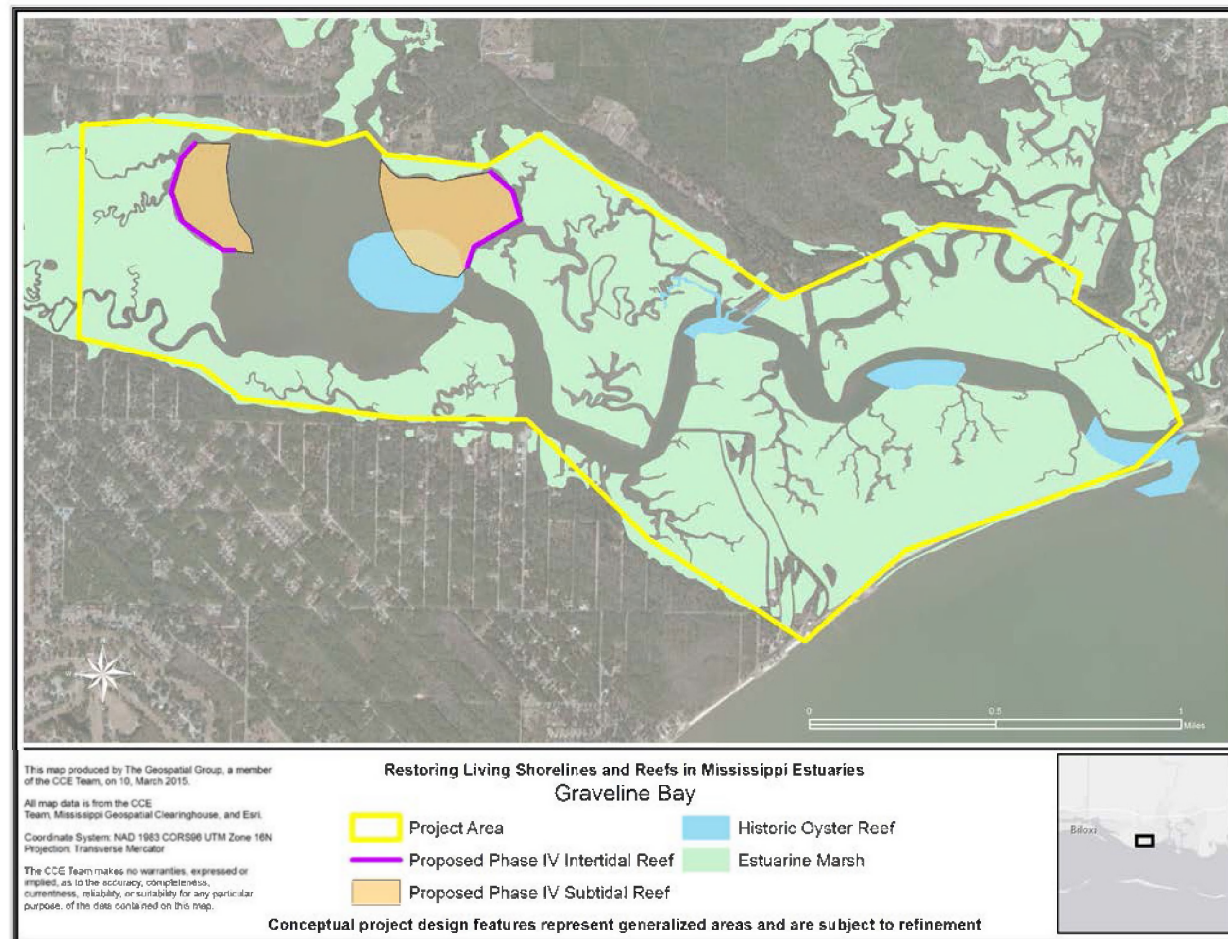 0
0.5
1
Miles
This map produced by The Geospatial Group, a member
of the CCE Team, on 10, March 2015.
All map data is from the CCE
Team, Mississippi Geospatial Clearinghouse, and Esri.
Coordinate System: NAD 1983 CORS96 UTM Zone 16N
Projection: Transverse Mercator
The CCE Team makes no warranties, expressed or
implied, as to the accuracy, completeness,
currentness, reliability, or suitability for any particular
purpose, of the data contained on this map.
Restoring Living Shorelines and Reefs in Mississippi Estuaries
Graveline Bay
Project Area
Proposed Phase IV Intertidal Reef
Proposed Phase IV Subtidal Reef
Historic Oyster Reef
Estuarine Marsh
Conceptual project design features represent generalized areas and are subject to refinement
Biloxi